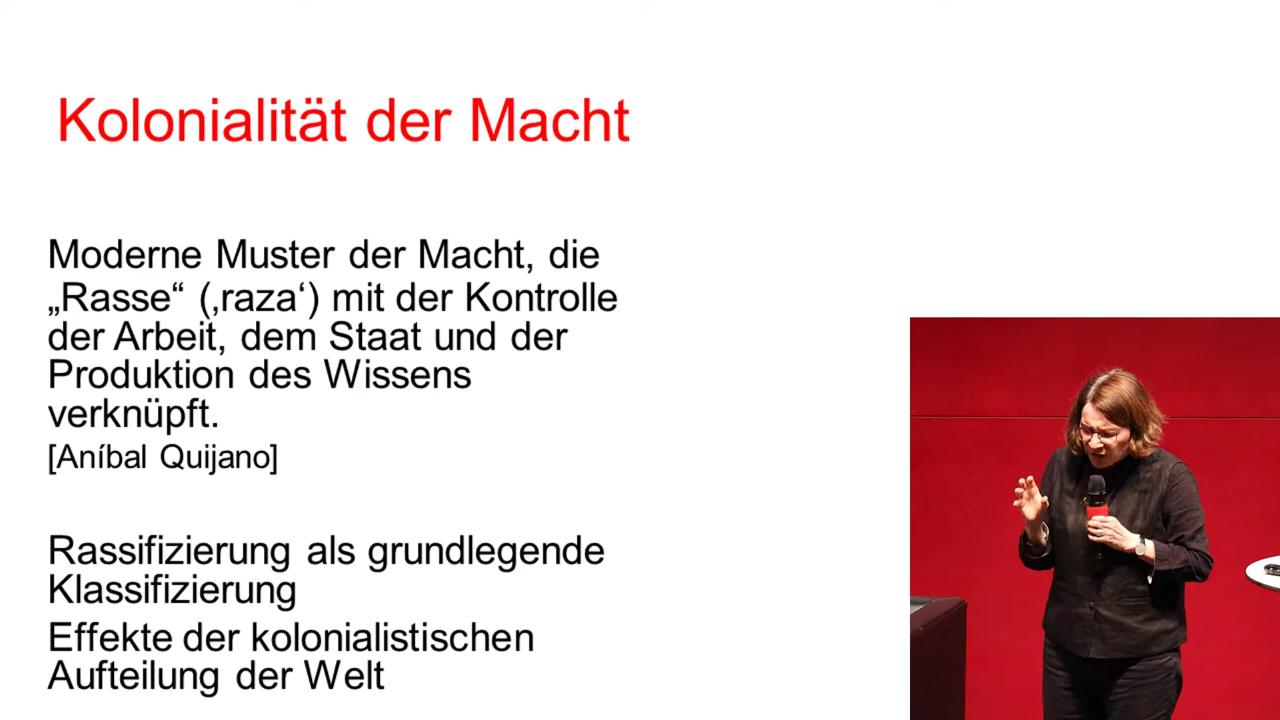 Kolonialität der Macht
Moderne Muster der Macht, die
„Rasse“ (‚raza‘) mit der Kontrolle
der Arbeit, dem Staat und der
Produktion des Wissens
verknüpft.
[Aníbal Quijano]
Rassifizierung als grundlegende
Klassifizierung
Effekte der kolonialistischen
Aufteilung der Welt